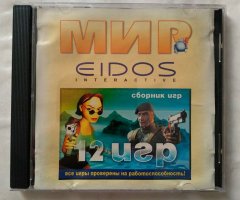 МИР
EIDOS
INTERACTIVE
сборник игр
12 игр
все игры проверены на работоспособность!